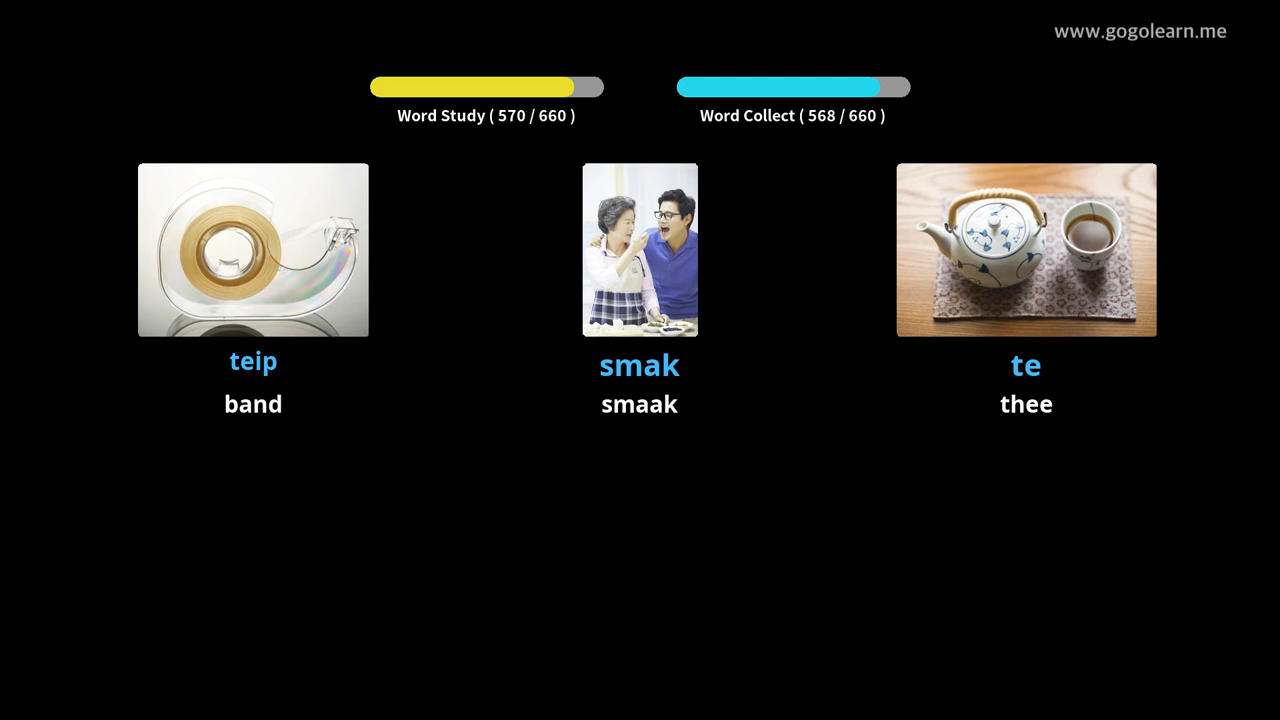 www.gogolearn.me
Word Study ( 570 / 660 )
Word Collect ( 568 / 660 )
teip
smak
te
band
smaak
thee